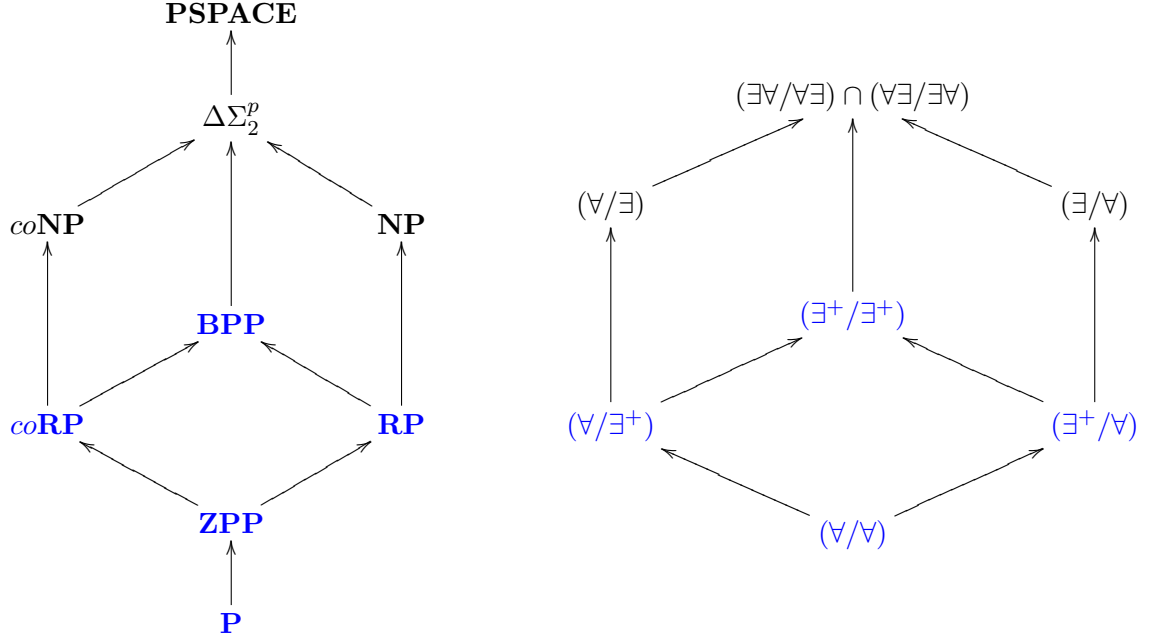 PSPACE
ΔΣ₂ᵖ
coNP NP
BPP
coRP RP
ZPP
P
(∃∀/∀∃) ∩ (∀∃/∃∀)
(∀/∃) (∃/∀)
(∃⁺/∃⁺)
(∀/∃⁺) (∃⁺/∀)
(∀/∀)